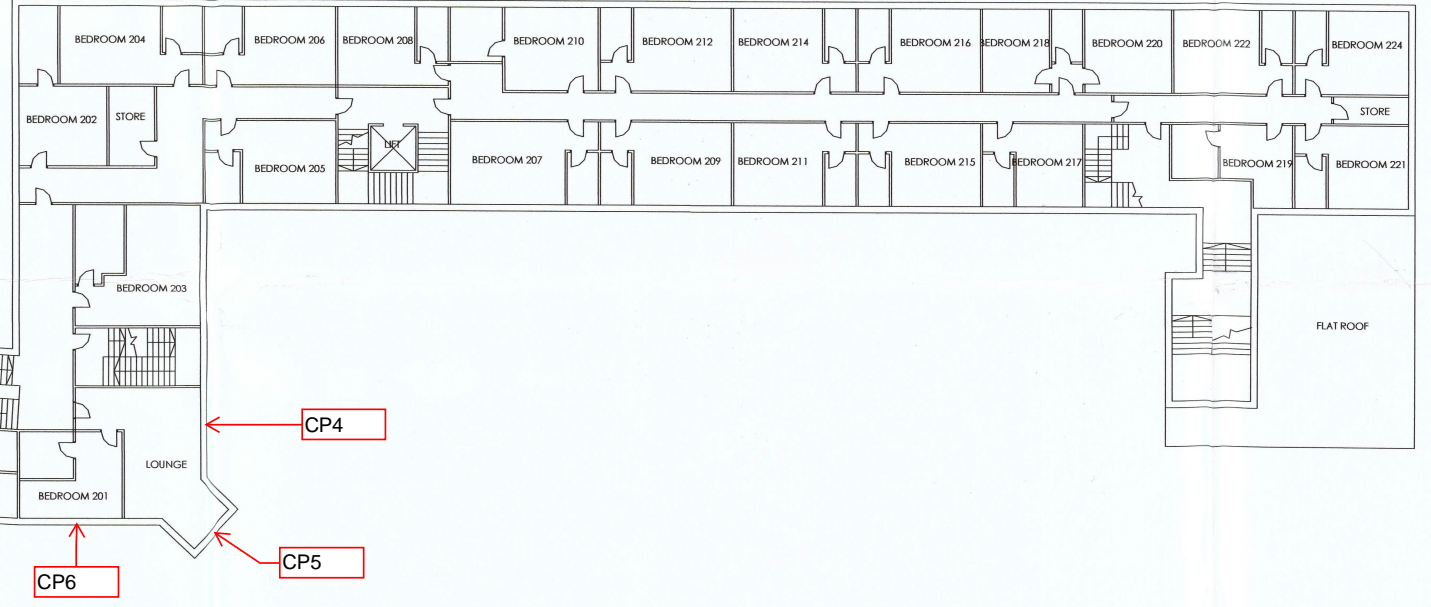 BEDROOM 204
BEDROOM 206
BEDROOM 208
BEDROOM 210
BEDROOM 212
BEDROOM 214
BEDROOM 216
BEDROOM 218
BEDROOM 220
BEDROOM 222
BEDROOM 224
BEDROOM 202
STORE
LIFT
STORE
BEDROOM 205
BEDROOM 207
BEDROOM 209
BEDROOM 211
BEDROOM 215
BEDROOM 217
BEDROOM 219
BEDROOM 221
BEDROOM 203
FLAT ROOF
CP4
LOUNGE
BEDROOM 201
CP5
CP6